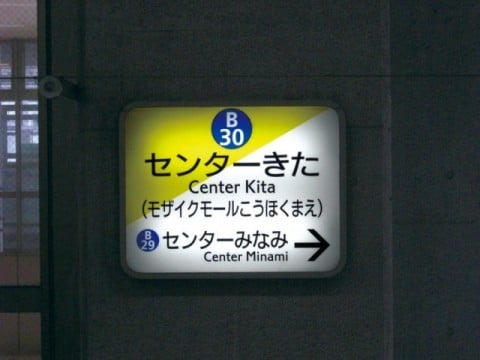 B
30
センターきた
Center Kita
(モザイクモールこうほくまえ)
B
29
センターみなみ
Center Minami